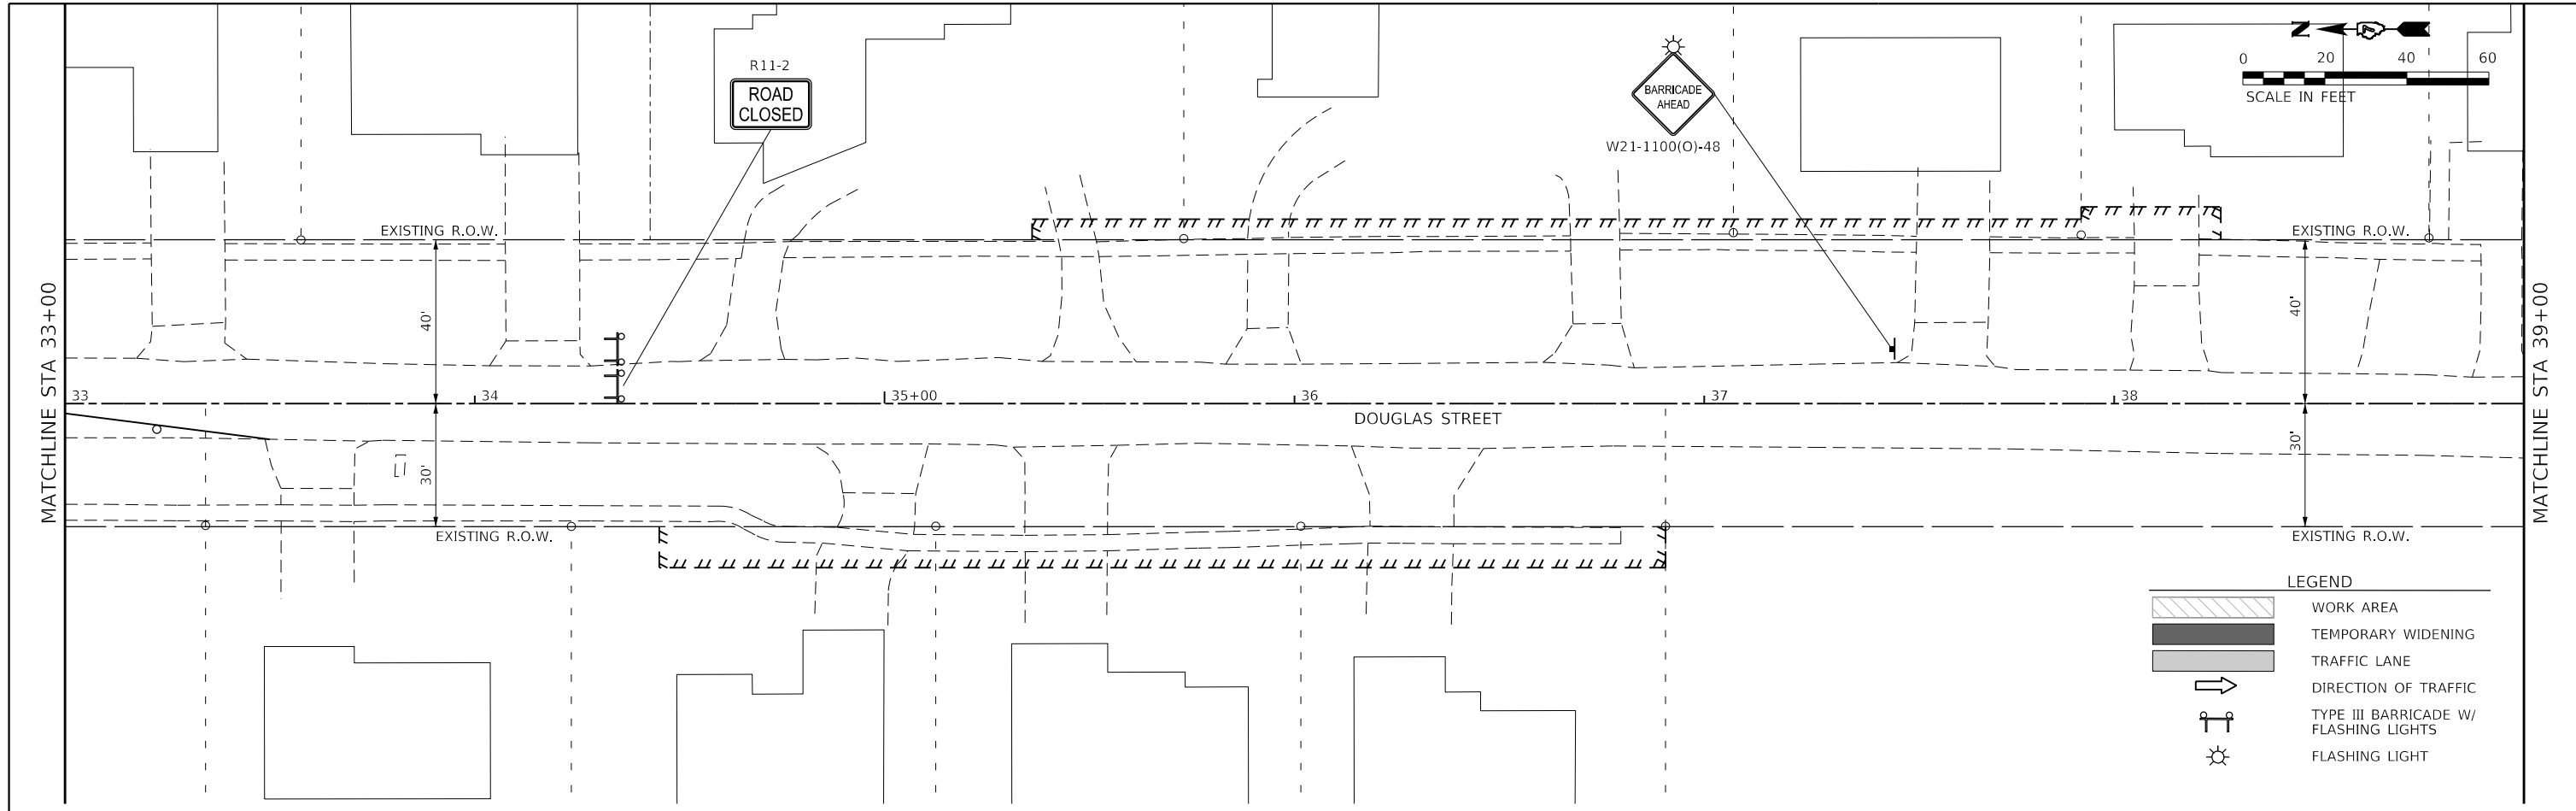 R11-2
ROAD
CLOSED
BARRICADE
AHEAD
W21-1100(O)-48
N
0 20 40 60
SCALE IN FEET
EXISTING R.O.W.
EXISTING R.O.W.
MATCHLINE STA 33+00
40'
40'
MATCHLINE STA 39+00
33 34 35+00 36 37 38
DOUGLAS STREET
30'
30'
EXISTING R.O.W.
EXISTING R.O.W.
LEGEND
WORK AREA
TEMPORARY WIDENING
TRAFFIC LANE
DIRECTION OF TRAFFIC
TYPE III BARRICADE W/
FLASHING LIGHTS
FLASHING LIGHT